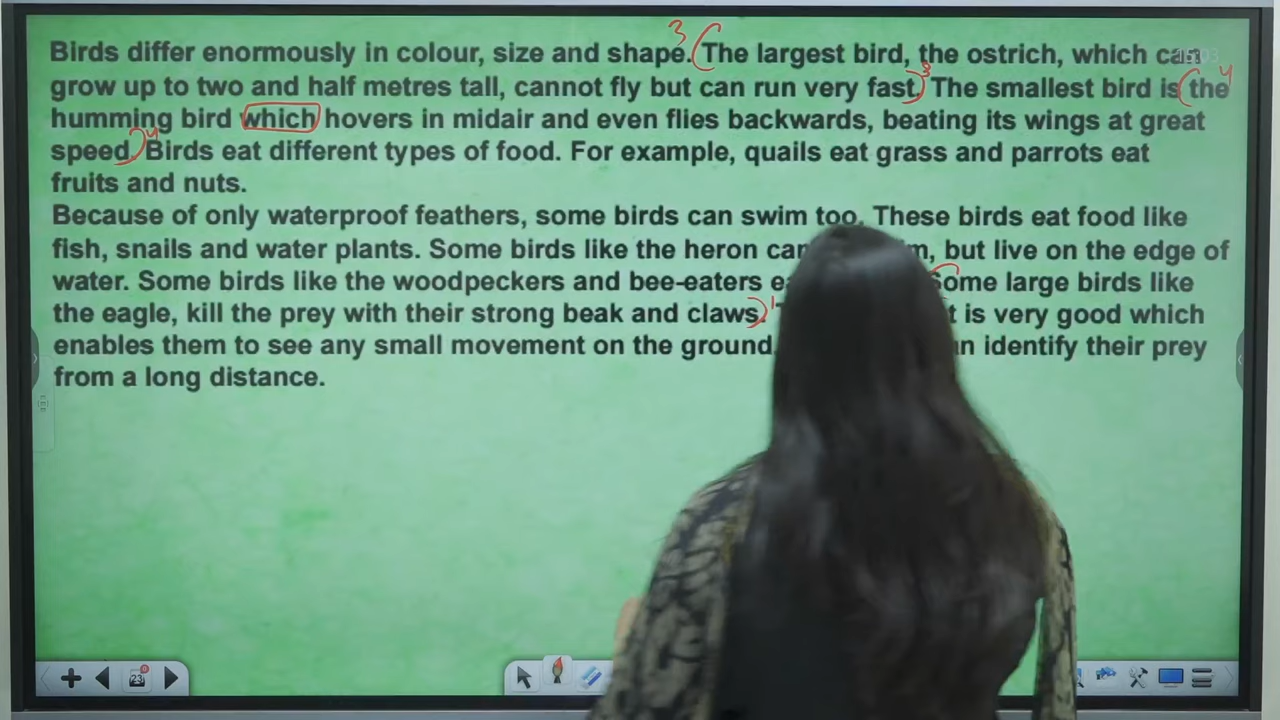 Birds differ enormously in colour, size and shape. The largest bird, the ostrich, which can
grow up to two and half metres tall, cannot fly but can run very fast. The smallest bird is the
humming bird which hovers in midair and even flies backwards, beating its wings at great
speed. Birds eat different types of food. For example, quails eat grass and parrots eat
fruits and nuts.
Because of only waterproof feathers, some birds can swim too. These birds eat food like
fish, snails and water plants. Some birds like the heron but live on the edge of
water. Some birds like the woodpeckers and bee-eaters Some large birds like
the eagle, kill the prey with their strong beak and claws. is very good which
enables them to see any small movement on the ground. identify their prey
from a long distance.
3
3
4
4
1
23